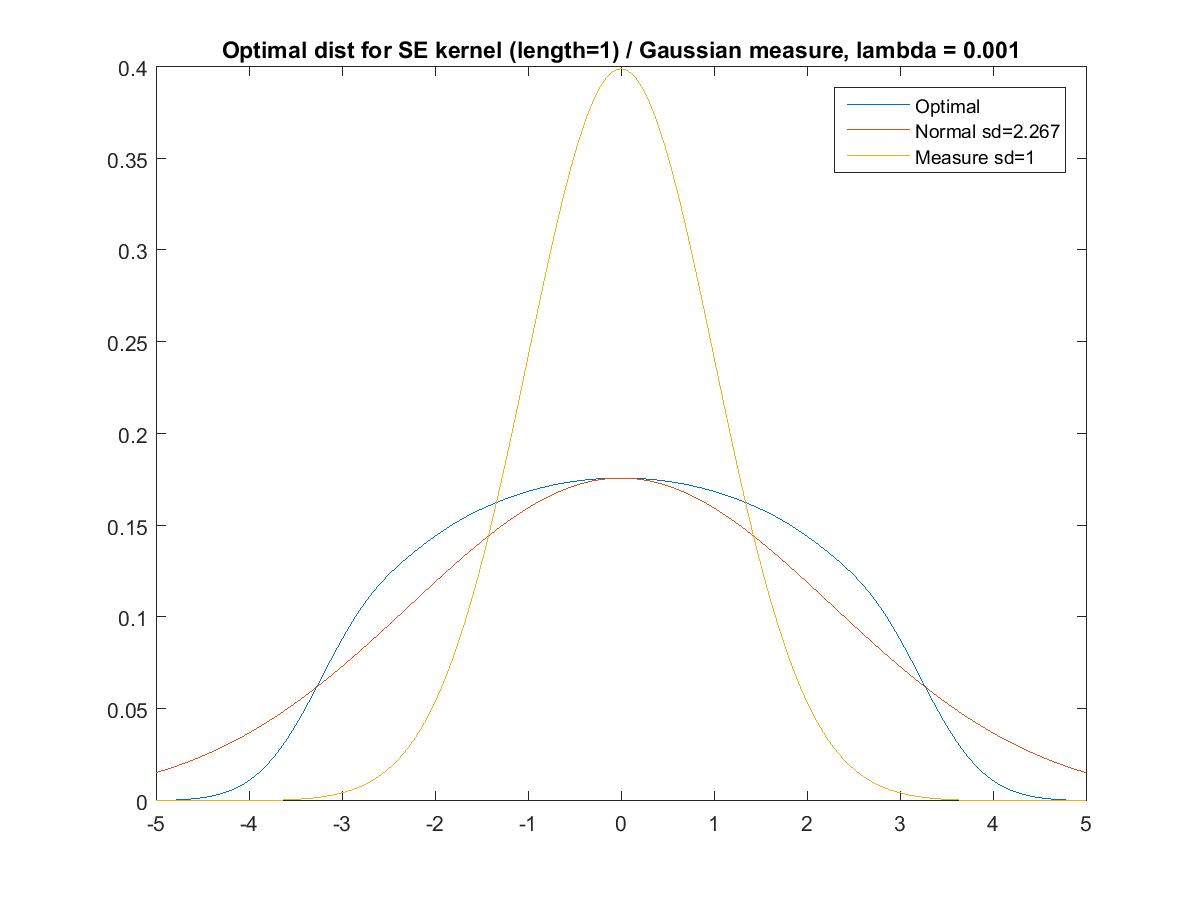 Optimal dist for SE kernel (length=1) / Gaussian measure, lambda = 0.001
0.4
0.35
0.3
0.25
0.2
0.15
0.1
0.05
0
-5 -4 -3 -2 -1 0 1 2 3 4 5
Optimal
Normal sd=2.267
Measure sd=1